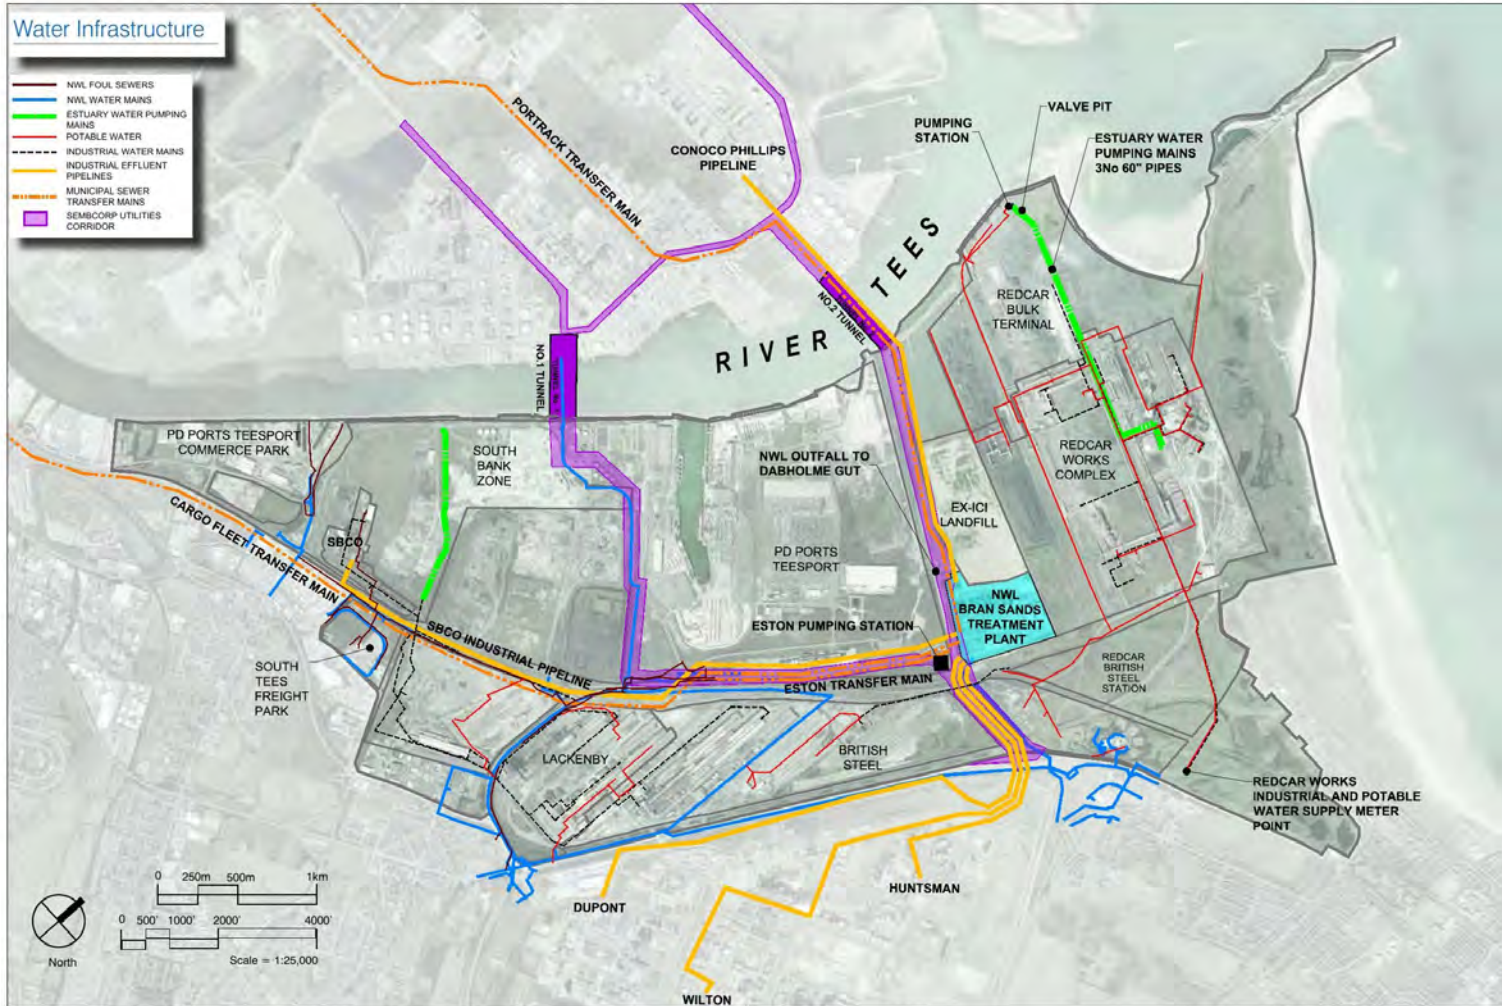 Water Infrastructure
NWL FOUL SEWERS
NWL WATER MAINS
ESTUARY WATER PUMPING
MAINS
POTABLE WATER
INDUSTRIAL WATER MAINS
INDUSTRIAL EFFLUENT
PIPELINES
MUNICIPAL SEWER
TRANSFER MAINS
SEMBCORP UTILITIES
CORRIDOR
PORTRACK TRANSFER MAIN
CONOCO PHILLIPS
PIPELINE
PUMPING
STATION
VALVE PIT
ESTUARY WATER
PUMPING MAINS
3No 60" PIPES
RIVER TEES
NO.2 TUNNEL
NO.1 TUNNEL
REDCAR
BULK
TERMINAL
PD PORTS TEESPORT
COMMERCE PARK
SOUTH
BANK
ZONE
NWL OUTFALL TO
DABHOLME GUT
REDCAR
WORKS
COMPLEX
EX-ICI
LANDFILL
CARGO FLEET TRANSFER MAIN
SBCO
PD PORTS
TEESPORT
NWL
BRAN SANDS
TREATMENT
PLANT
ESTON PUMPING STATION
SBCO INDUSTRIAL PIPELINE
SOUTH
TEES
FREIGHT
PARK
ESTON TRANSFER MAIN
REDCAR
BRITISH
STEEL
STATION
LACKENBY
BRITISH
STEEL
REDCAR WORKS
INDUSTRIAL AND POTABLE
WATER SUPPLY METER
POINT
DUPONT
HUNTSMAN
WILTON
0 250m 500m 1km
0 500' 1000' 2000' 4000'
Scale = 1:25,000
North